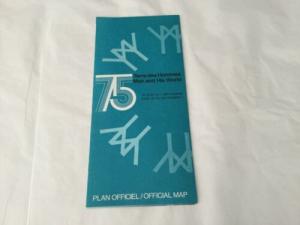 75
Terre des Hommes
Man and His World
PLAN OFFICIEL/OFFICIAL MAP